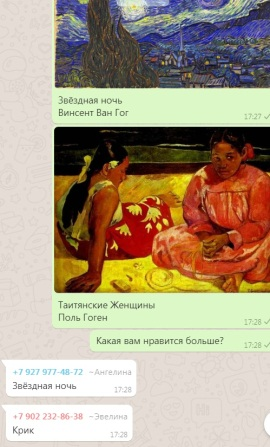 Звёздная ночь
Винсент Ван Гог
17:27
Таитянские Женщины
Поль Гоген
17:28
Какая вам нравится больше?
17:28
+7 927 977-48-72 ~Ангелина
Звёздная ночь
17:28
+7 902 232-86-38 ~Эвелина
Крик
17:28